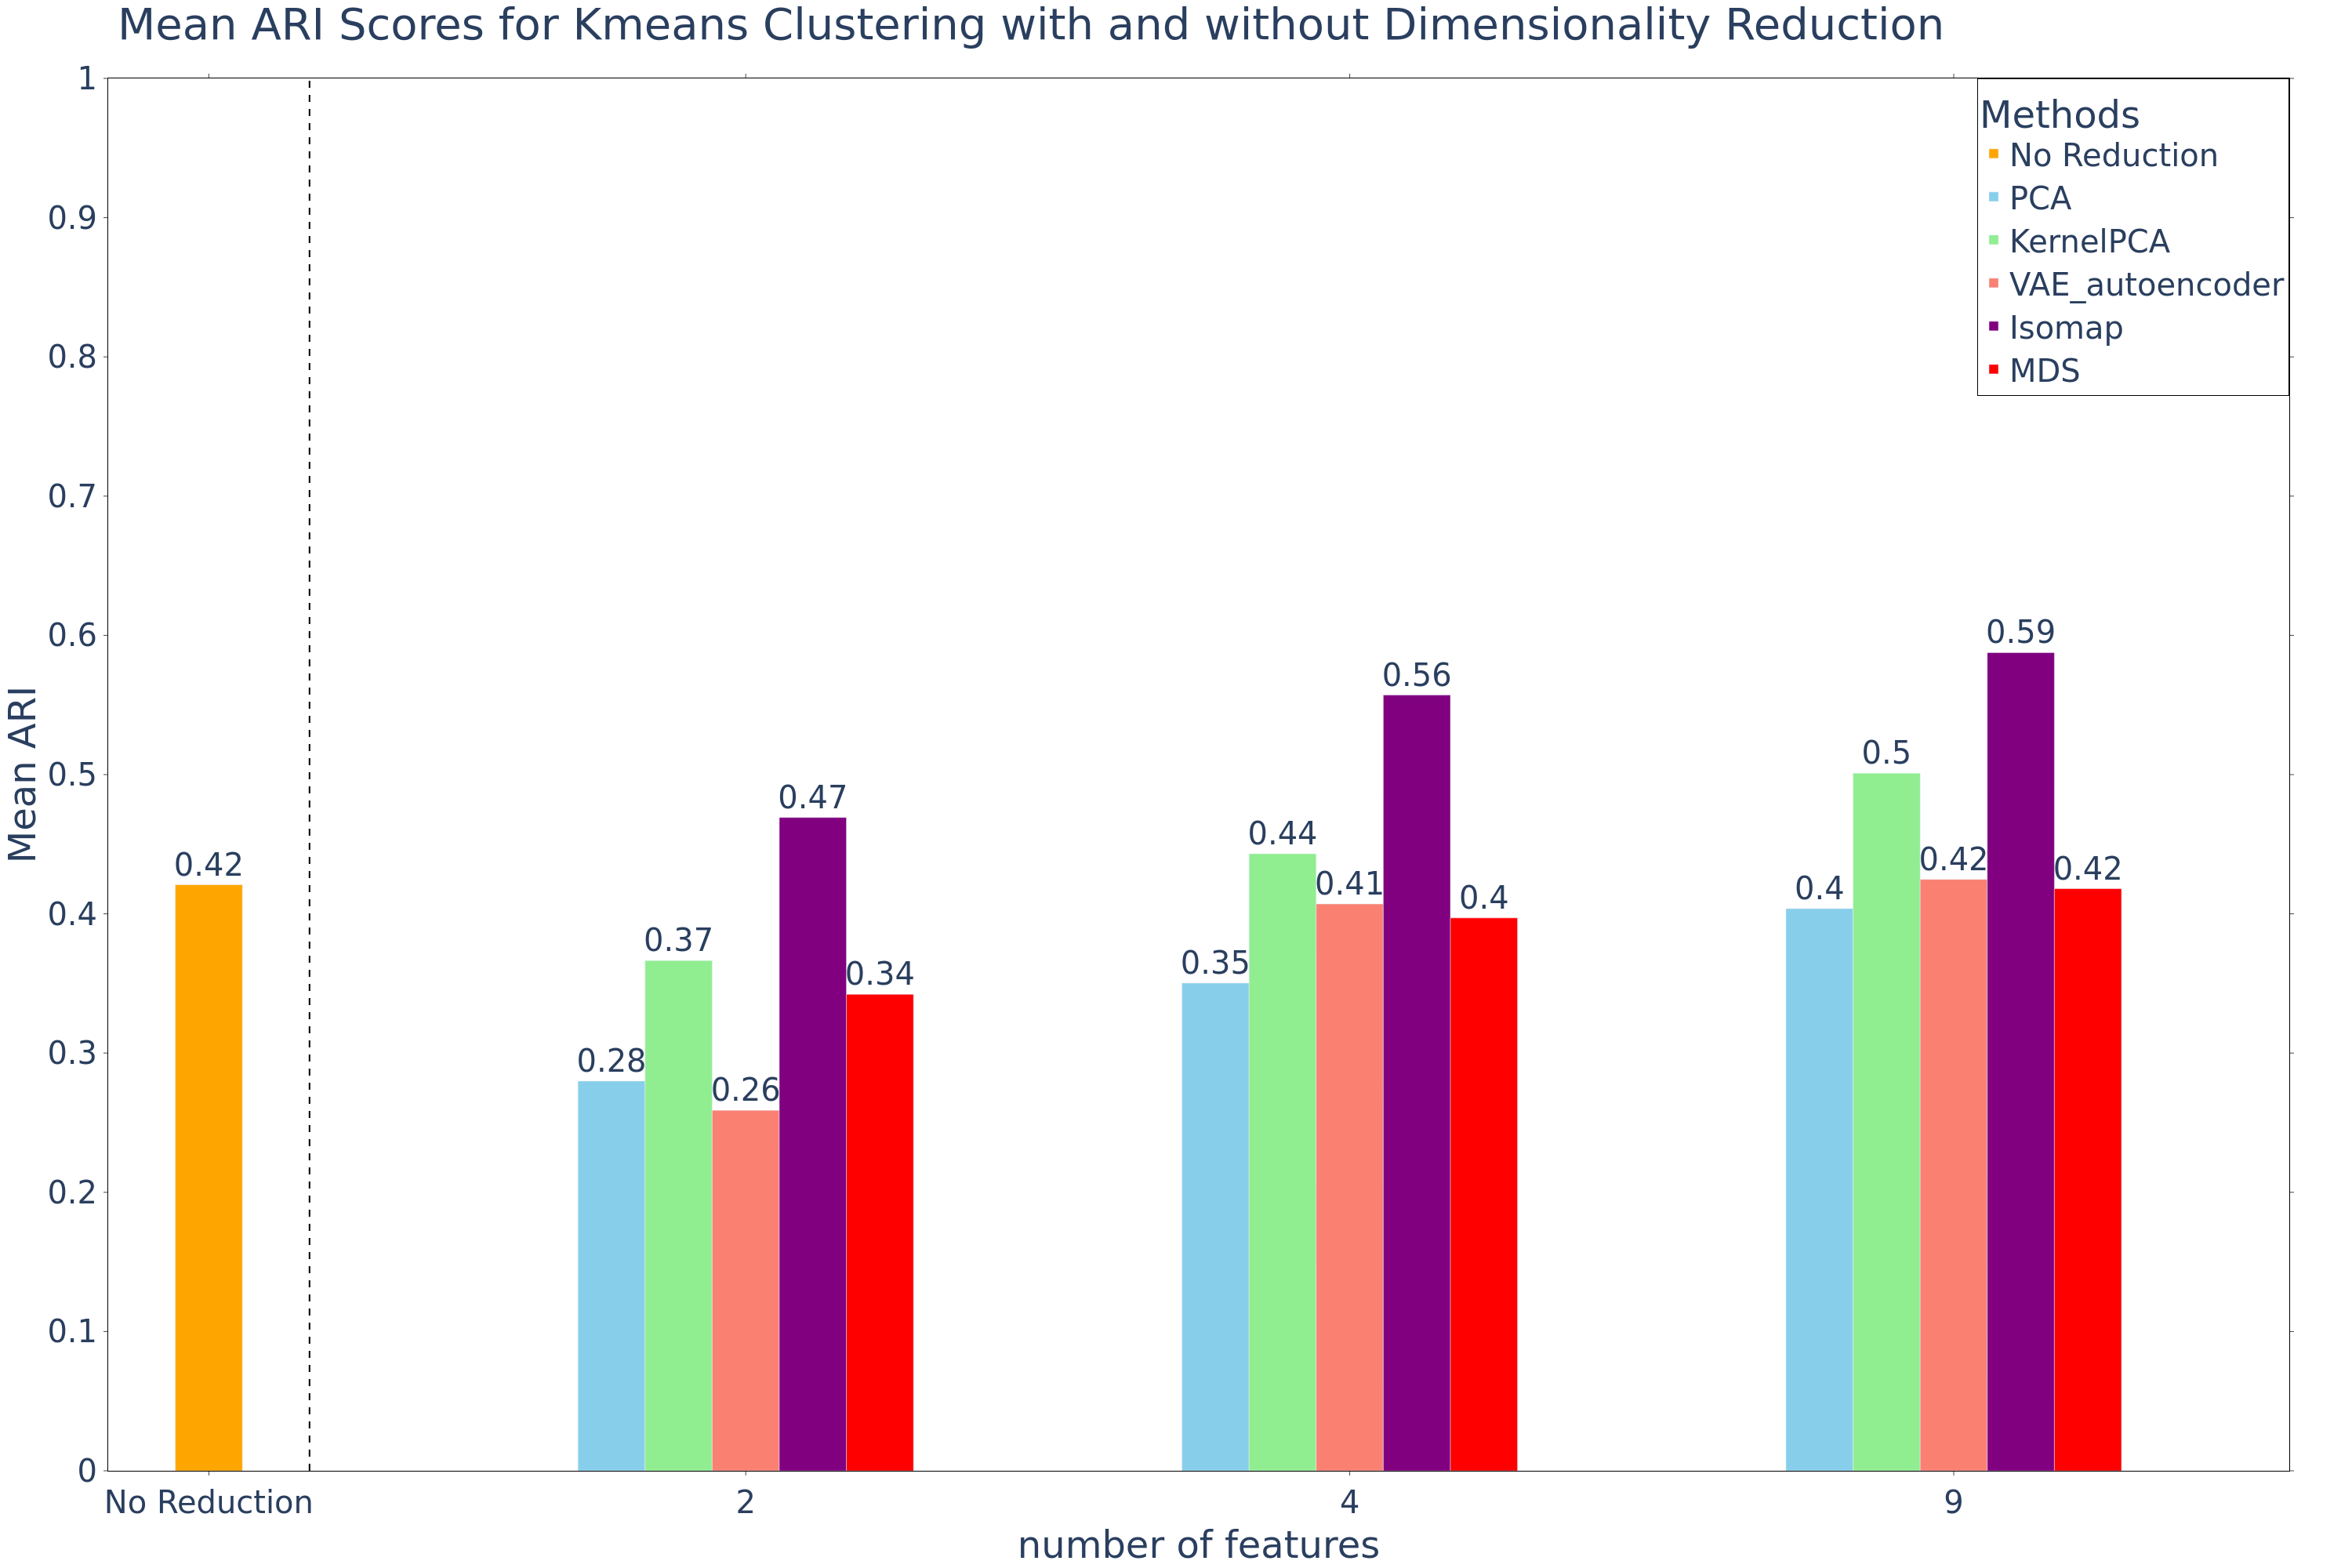 Mean ARI Scores for Kmeans Clustering with and without Dimensionality Reduction
Methods
No Reduction
PCA
KernelPCA
VAE_autoencoder
Isomap
MDS
Mean ARI
1
0.9
0.8
0.7
0.6
0.5
0.4
0.3
0.2
0.1
0
0.42
0.28
0.37
0.26
0.47
0.34
0.35
0.44
0.41
0.56
0.4
0.4
0.5
0.42
0.59
0.42
No Reduction
2
4
9
number of features